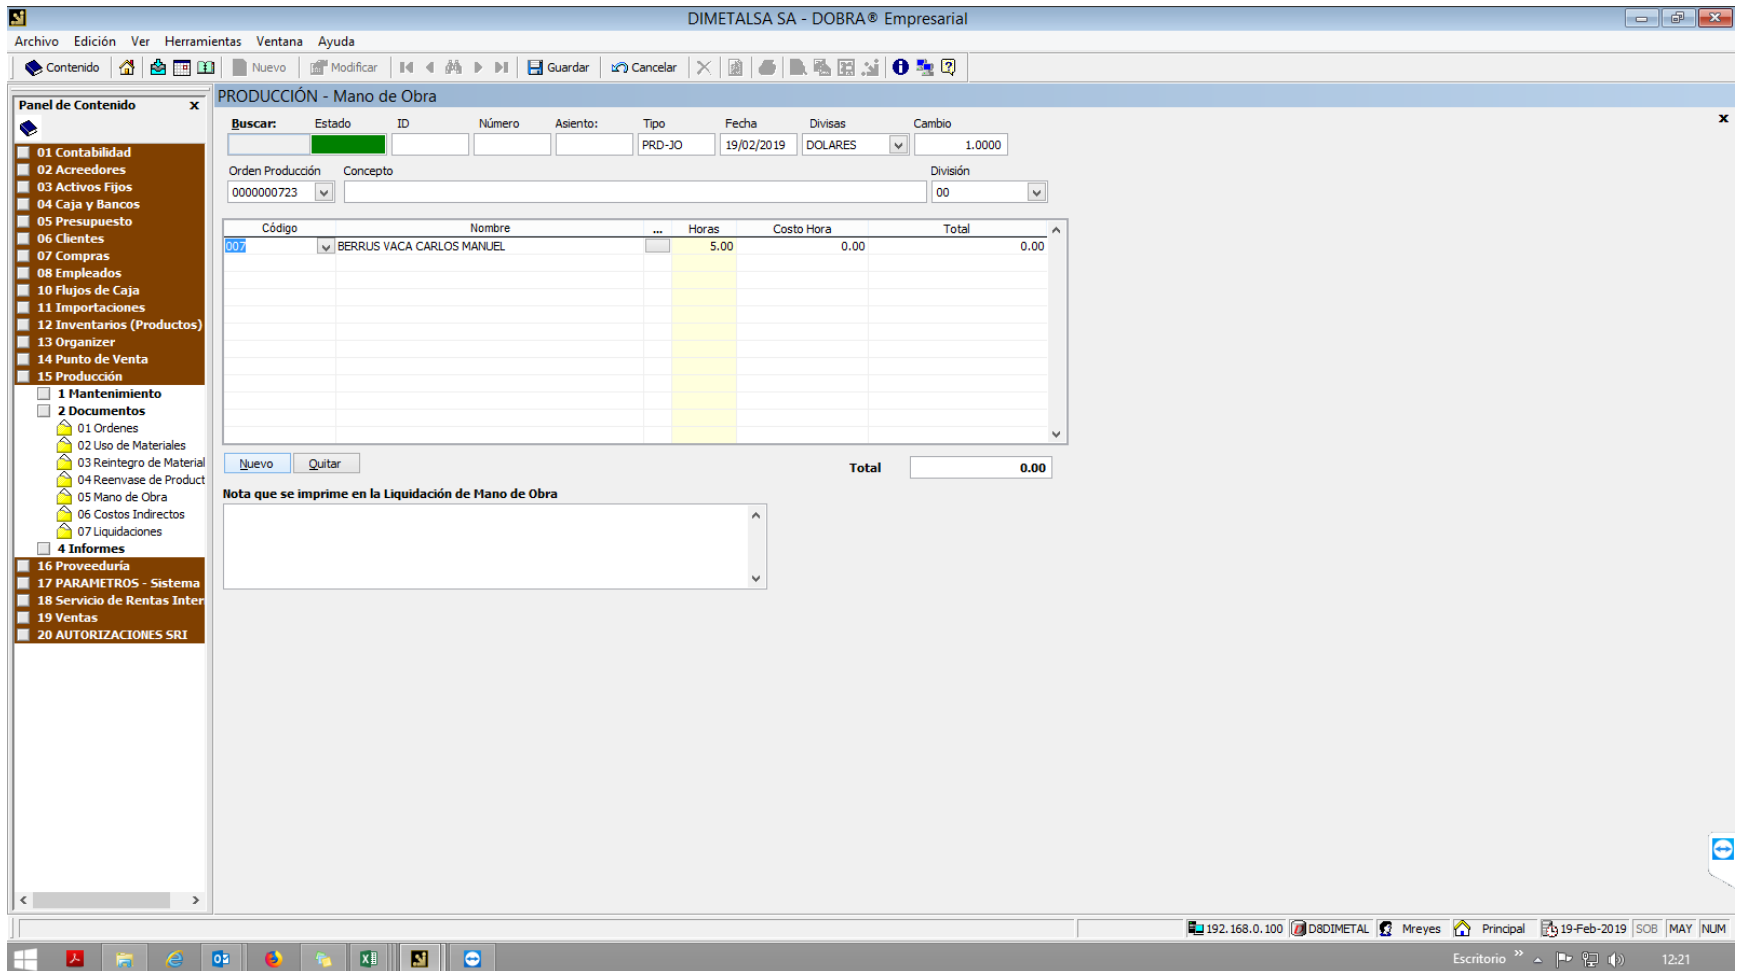 DIMETALSA SA - DOBRA® Empresarial
Archivo Edición Ver Herramientas Ventana Ayuda
Contenido Nuevo Modificar Guardar Cancelar
Panel de Contenido x
PRODUCCIÓN - Mano de Obra
x
Buscar: Estado ID Número Asiento: Tipo Fecha Divisas Cambio
PRD-JO 19/02/2019 DOLARES 1.0000
Orden Producción Concepto División
0000000723 00
Código Nombre ... Horas Costo Hora Total
007 BERRUS VACA CARLOS MANUEL 5.00 0.00 0.00
Nuevo Quitar Total 0.00
Nota que se imprime en la Liquidación de Mano de Obra
01 Contabilidad
02 Acreedores
03 Activos Fijos
04 Caja y Bancos
05 Presupuesto
06 Clientes
07 Compras
08 Empleados
10 Flujos de Caja
11 Importaciones
12 Inventarios (Productos)
13 Organizer
14 Punto de Venta
15 Producción
1 Mantenimiento
2 Documentos
01 Ordenes
02 Uso de Materiales
03 Reintegro de Material
04 Reenvase de Product
05 Mano de Obra
06 Costos Indirectos
07 Liquidaciones
4 Informes
16 Proveeduría
17 PARAMETROS - Sistema
18 Servicio de Rentas Inter
19 Ventas
20 AUTORIZACIONES SRI
192.168.0.100 D8DIMETAL Mreyes Principal 19-Feb-2019 SOB MAY NUM
Escritorio » 12:21